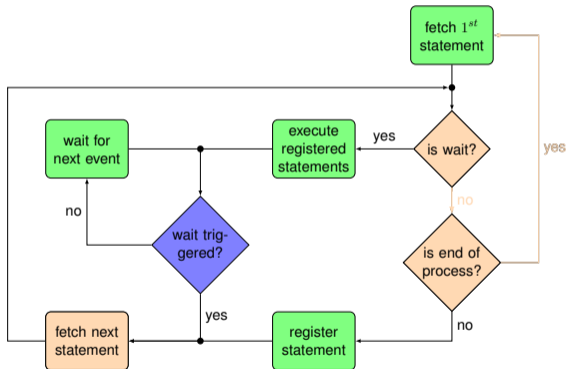 fetch 1st
statement
wait for
next event
execute
registered
statements
yes
is wait?
yes
no
no
wait trig-
gered?
is end of
process?
yes
no
fetch next
statement
register
statement